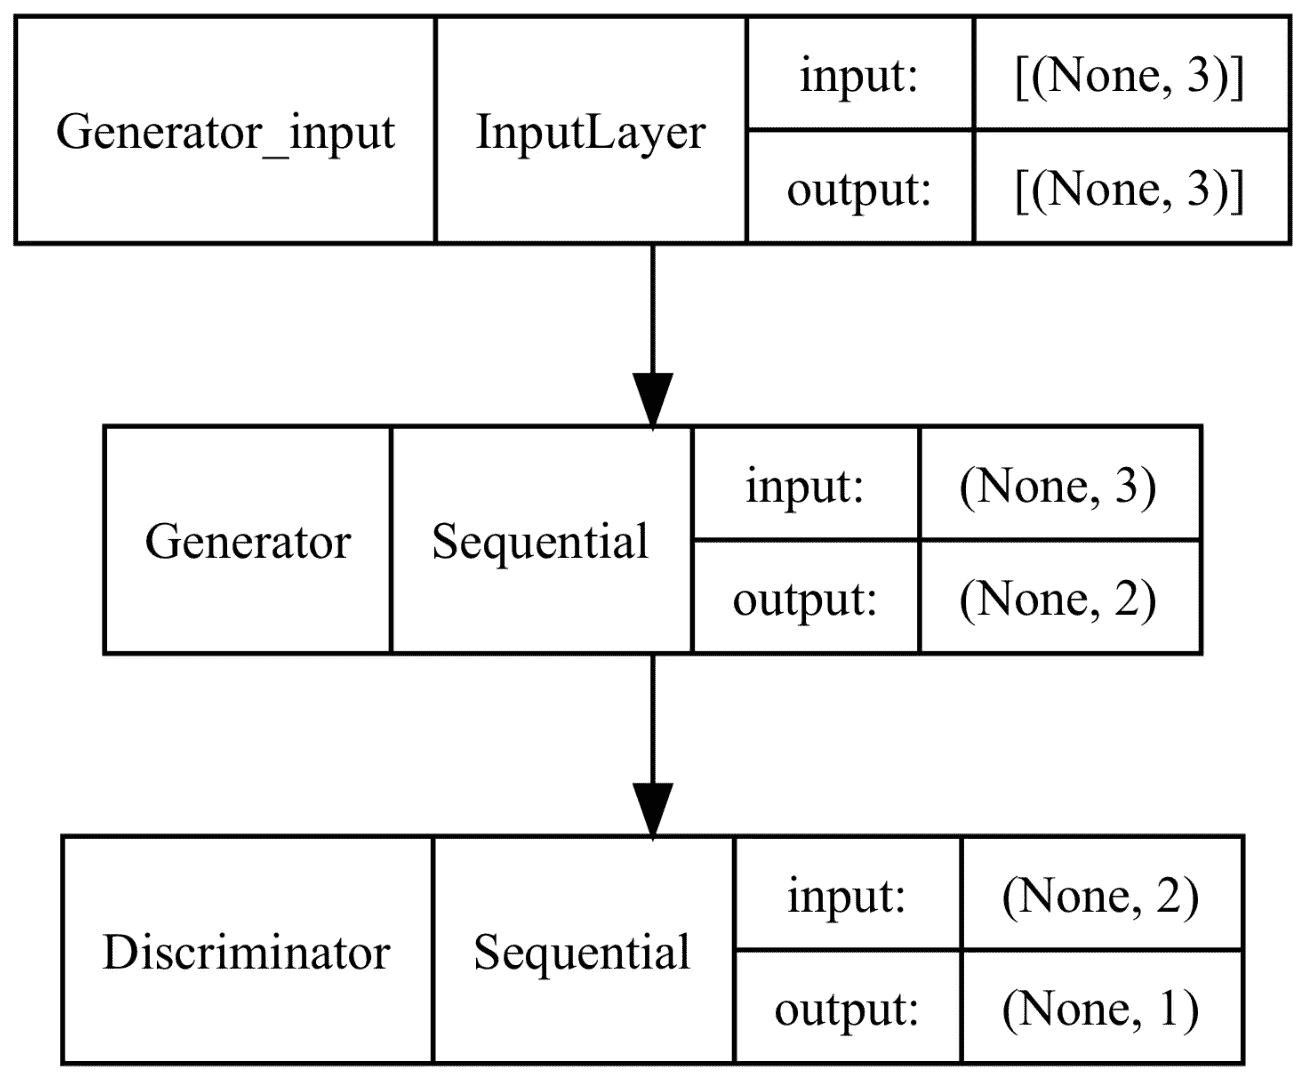 Generator_input InputLayer input: [(None, 3)]
output: [(None, 3)]
Generator Sequential input: (None, 3)
output: (None, 2)
Discriminator Sequential input: (None, 2)
output: (None, 1)